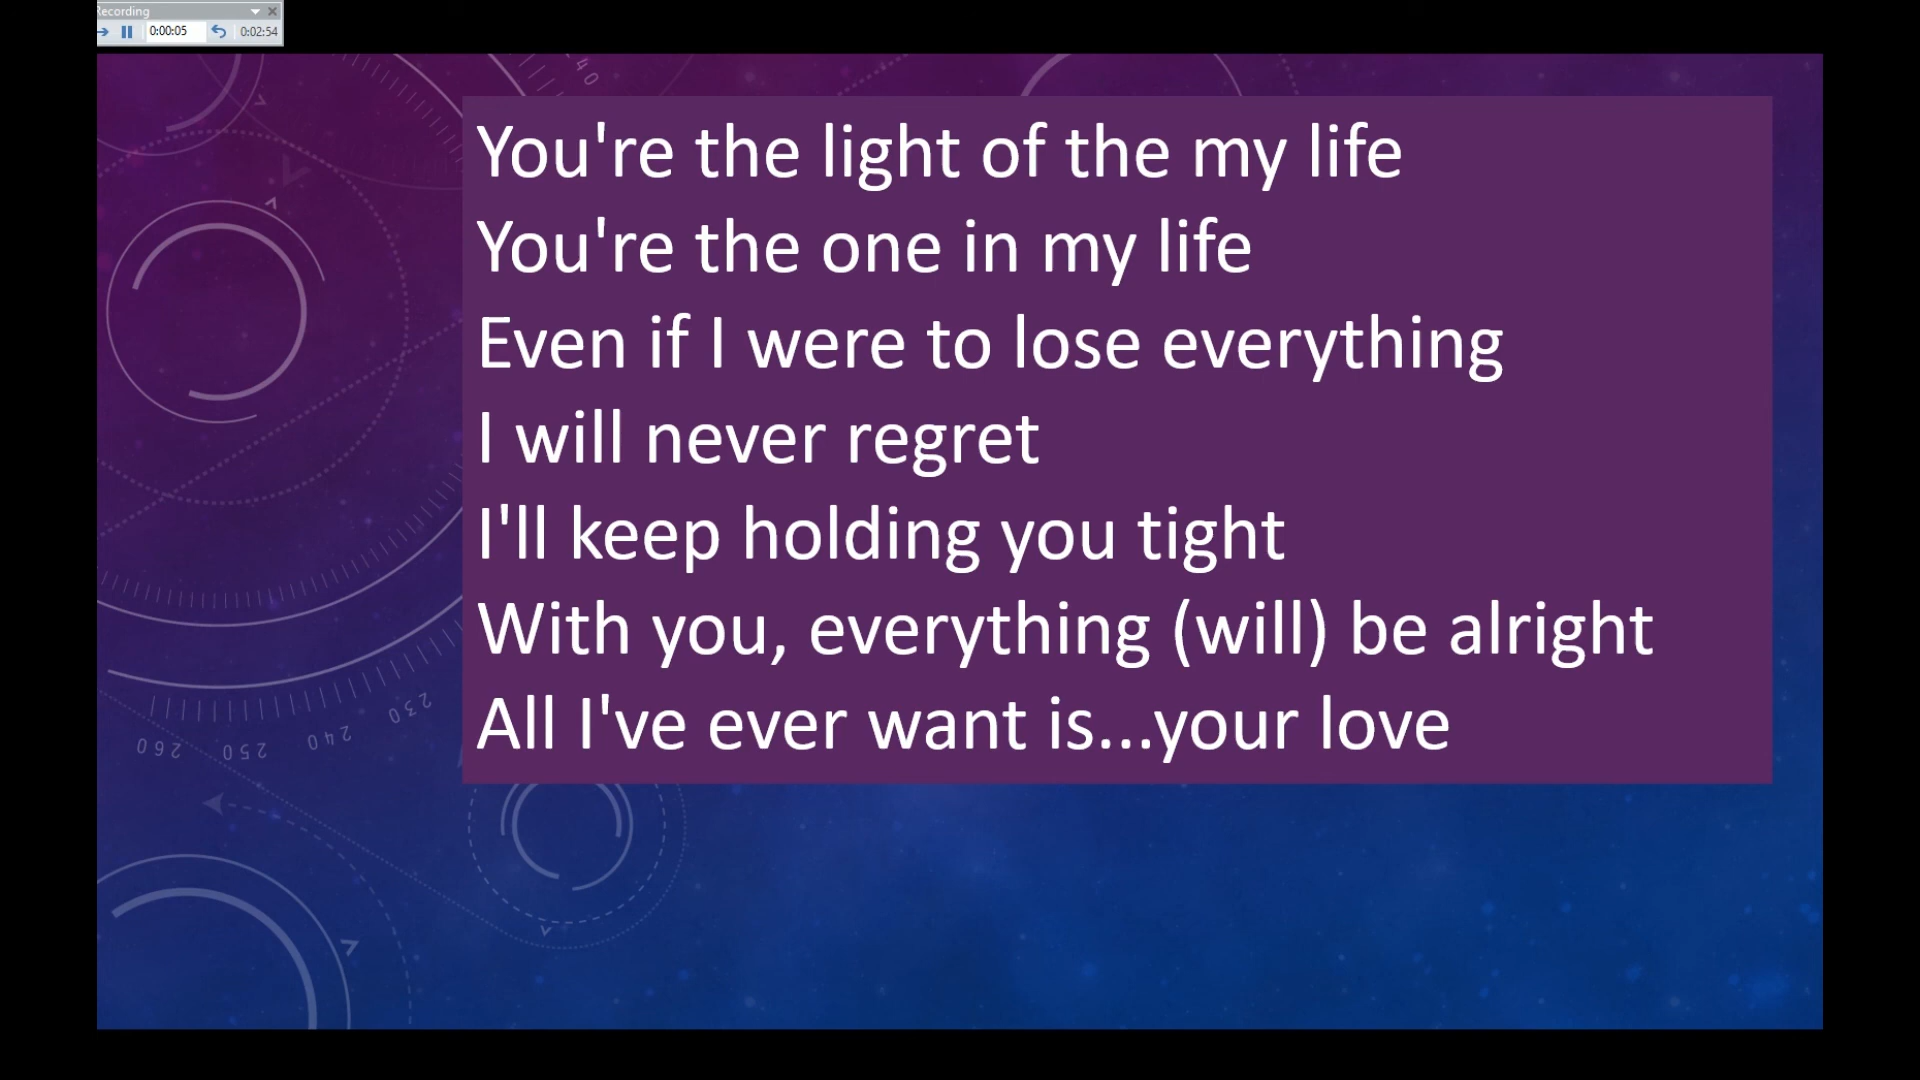 Recording
0:00:05 0:02:54
40
You're the light of the my life
You're the one in my life
Even if I were to lose everything
I will never regret
I'll keep holding you tight
With you, everything (will) be alright
All I've ever want is...your love
260 250 240 230